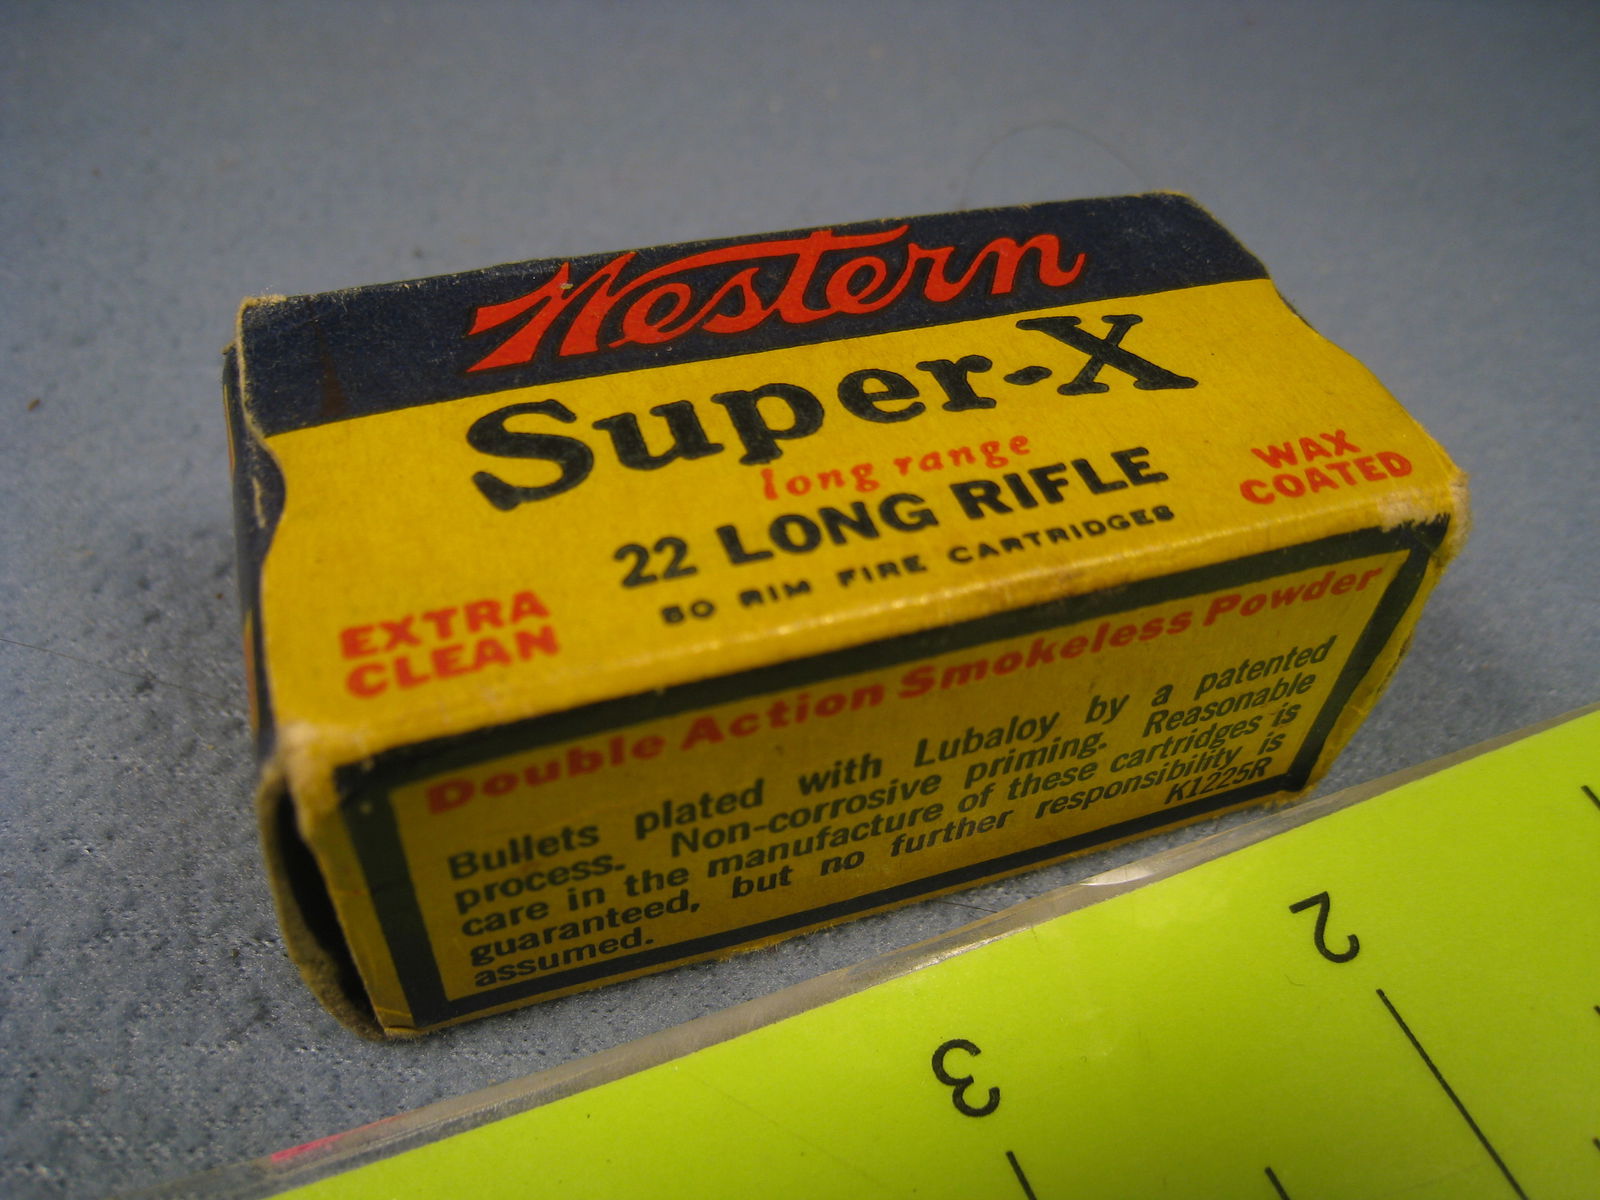 Western
Super-X
long range
22 LONG RIFLE
50 RIM FIRE CARTRIDGES
WAX
COATED
EXTRA
CLEAN
Double Action Smokeless Powder
Bullets plated with Lubaloy by a patented
process. Non-corrosive priming. Reasonable
care in the manufacture of these cartridges is
guaranteed, but no further responsibility is
assumed.
K1225R
2
3